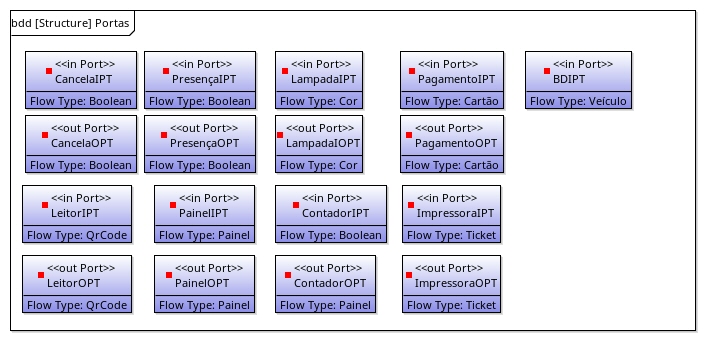 bdd [Structure] Portas
<<in Port>>
CancelaIPT
Flow Type: Boolean
<<in Port>>
PresençaIPT
Flow Type: Boolean
<<in Port>>
LampadaIPT
Flow Type: Cor
<<in Port>>
PagamentoIPT
Flow Type: Cartão
<<in Port>>
BDIPT
Flow Type: Veículo
<<out Port>>
CancelaOPT
Flow Type: Boolean
<<out Port>>
PresençaOPT
Flow Type: Boolean
<<out Port>>
LampadaIOPT
Flow Type: Cor
<<out Port>>
PagamentoOPT
Flow Type: Cartão
<<in Port>>
LeitorIPT
Flow Type: QrCode
<<in Port>>
PainelIPT
Flow Type: Painel
<<in Port>>
ContadorIPT
Flow Type: Boolean
<<in Port>>
ImpressoraIPT
Flow Type: Ticket
<<out Port>>
LeitorOPT
Flow Type: QrCode
<<out Port>>
PainelOPT
Flow Type: Painel
<<out Port>>
ContadorOPT
Flow Type: Painel
<<out Port>>
ImpressoraOPT
Flow Type: Ticket